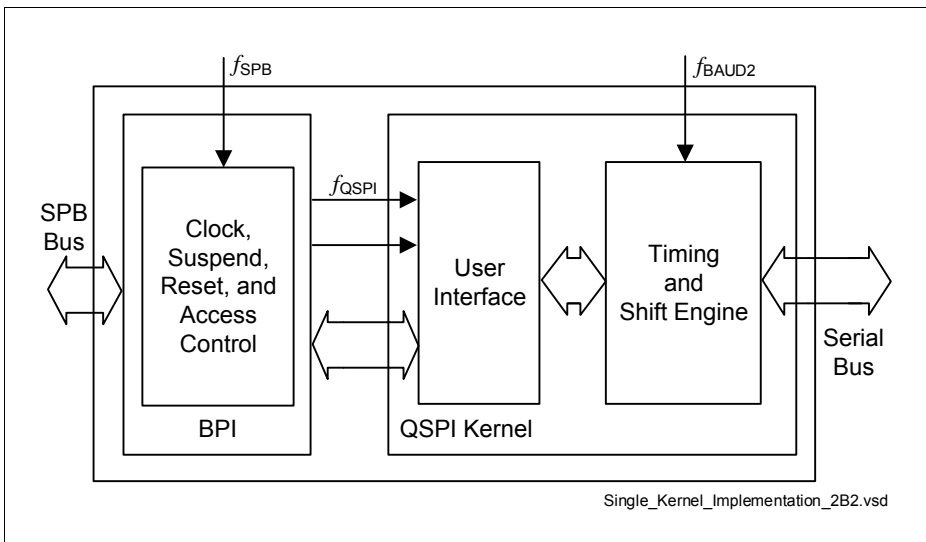 fSPB
fBAUD2
SPB
Bus
Clock,
Suspend,
Reset, and
Access
Control
BPI
fQSPI
User
Interface
QSPI Kernel
Timing
and
Shift Engine
Serial
Bus
Single_Kernel_Implementation_2B2.vsd